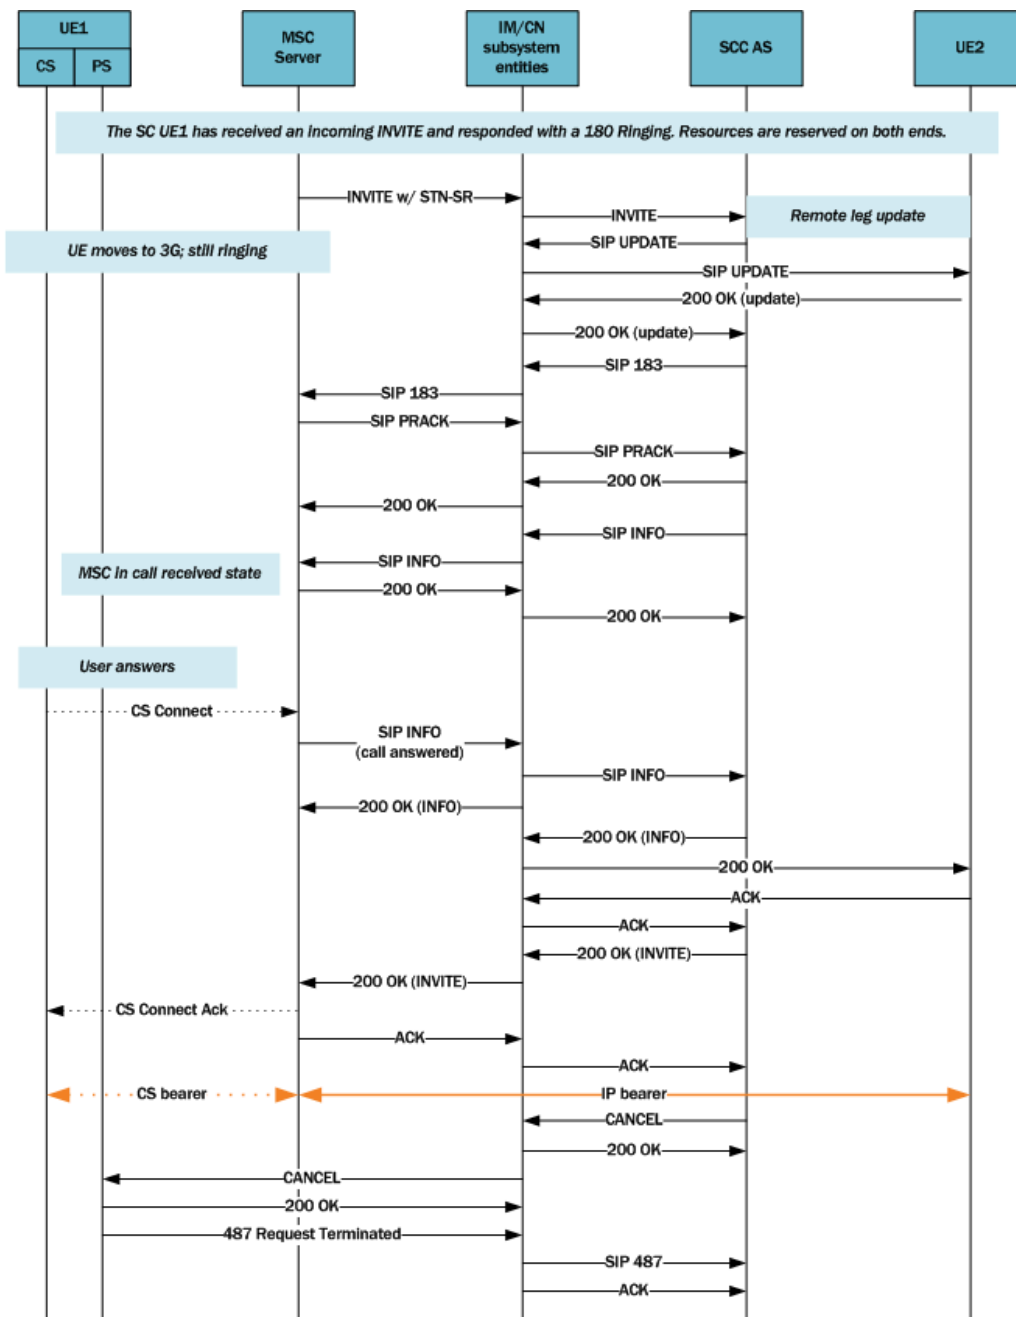 UE1
CS
PS
MSC
Server
IM/CN
subsystem
entities
SCC AS
UE2
The SC UE1 has received an incoming INVITE and responded with a 180 Ringing. Resources are reserved on both ends.
INVITE w/ STN-SR
INVITE
Remote leg update
UE moves to 3G; still ringing
SIP UPDATE
SIP UPDATE
200 OK (update)
200 OK (update)
SIP 183
SIP 183
SIP PRACK
SIP PRACK
200 OK
200 OK
SIP INFO
SIP INFO
MSC in call received state
200 OK
200 OK
User answers
CS Connect
SIP INFO
(call answered)
SIP INFO
200 OK (INFO)
200 OK (INFO)
200 OK
ACK
ACK
200 OK (INVITE)
200 OK (INVITE)
CS Connect Ack
ACK
ACK
CS bearer
IP bearer
CANCEL
200 OK
CANCEL
200 OK
487 Request Terminated
SIP 487
ACK